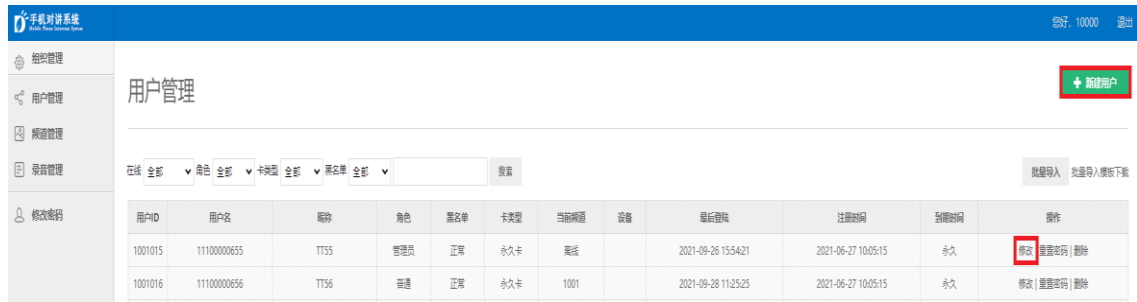 手机对讲系统
Mobile Phone Intercom System
您好, 10000 退出
组织管理
用户管理
频道管理
录音管理
修改密码
用户管理
+ 新建用户
在线 全部 角色 全部 卡类型 全部 黑名单 全部 搜索 批量导入 批量导入模板下载
用户ID 用户名 昵称 角色 黑名单 卡类型 当前频道 设备 最后登陆 注册时间 到期时间 操作
1001015 11100000655 TT55 管理员 正常 永久卡 离线 2021-09-26 15:54:21 2021-06-27 10:05:15 永久 修改 | 重置密码 | 删除
1001016 11100000656 TT56 普通 正常 永久卡 1001 2021-09-28 11:25:25 2021-06-27 10:05:15 永久 修改 | 重置密码 | 删除